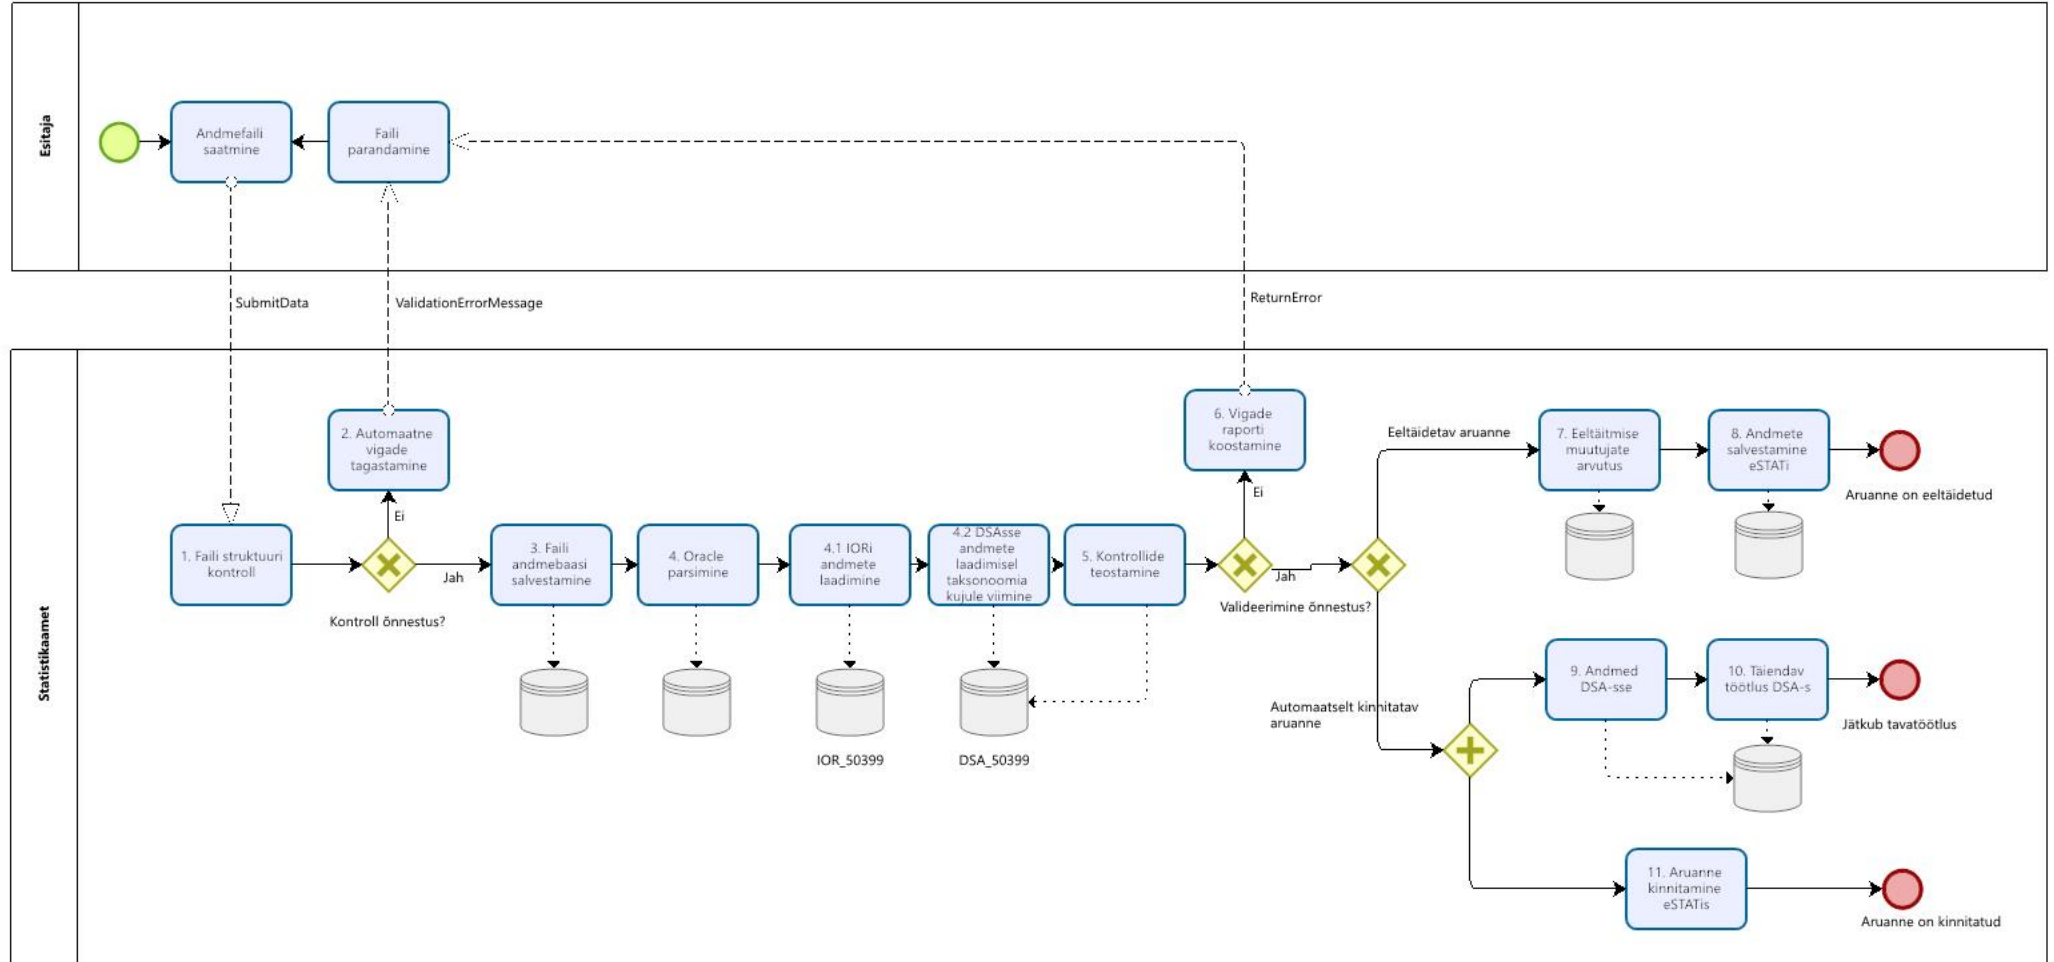 Esitaja
Andmefaili
saatmine
Faili
parandamine
SubmitData
ValidationErrorMessage
ReturnError
Statistikaamet
1. Faili struktuuri
kontroll
2. Automaatne
vigade
tagastamine
Ei
Jah
Kontroll õnnestus?
3. Faili
andmebaasi
salvestamine
4. Oracle
parsimine
4.1 IORi
andmete
laadimine
IOR_50399
4.2 DSAsse
andmete
laadimisel
taksonoomia
kujule viimine
DSA_50399
5. Kontrollide
teostamine
6. Vigade
raporti
koostamine
Ei
Jah
Valideerimine õnnestus?
Eeltäidetav aruanne
7. Eeltäitmise
muutujate
arvutus
8. Andmete
salvestamine
eSTATi
Aruanne on eeltäidetud
Automaatselt kinnitatav
aruanne
9. Andmed
DSA-sse
10. Täiendav
töötlus DSA-s
Jätkub tavatöötlus
11. Aruanne
kinnitamine
eSTATis
Aruanne on kinnitatud